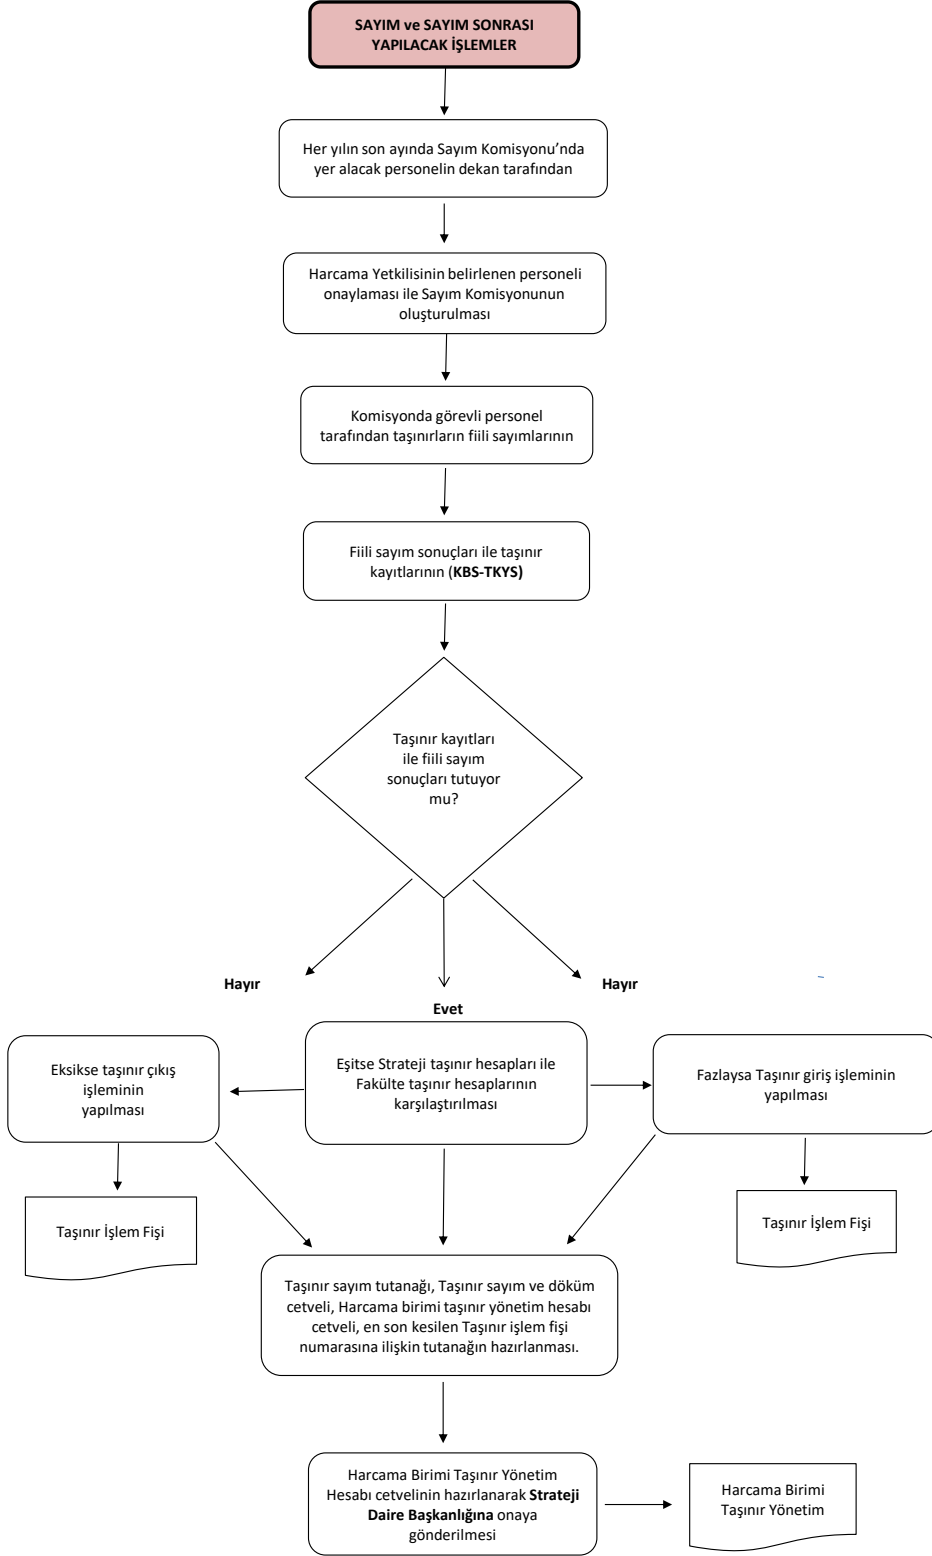 SAYIM ve SAYIM SONRASI
YAPILACAK İŞLEMLER
Her yılın son ayında Sayım Komisyonu’nda
yer alacak personelin dekan tarafından
Harcama Yetkilisinin belirlenen personeli
onaylaması ile Sayım Komisyonunun
oluşturulması
Komisyonda görevli personel
tarafından taşınırların fiili sayımlarının
Fiili sayım sonuçları ile taşınır
kayıtlarının (KBS-TKYS)
Taşınır kayıtları
ile fiili sayım
sonuçları tutuyor
mu?
Hayır
Hayır
Evet
Eksikse taşınır çıkış
işleminin
yapılması
Eşitse Strateji taşınır hesapları ile
Fakülte taşınır hesaplarının
karşılaştırılması
Fazlaysa Taşınır giriş işleminin
yapılması
Taşınır İşlem Fişi
Taşınır İşlem Fişi
Taşınır sayım tutanağı, Taşınır sayım ve döküm
cetveli, Harcama birimi taşınır yönetim hesabı
cetveli, en son kesilen Taşınır işlem fişi
numarasına ilişkin tutanağın hazırlanması.
Harcama Birimi Taşınır Yönetim
Hesabı cetvelinin hazırlanarak Strateji
Daire Başkanlığına onaya
gönderilmesi
Harcama Birimi
Taşınır Yönetim